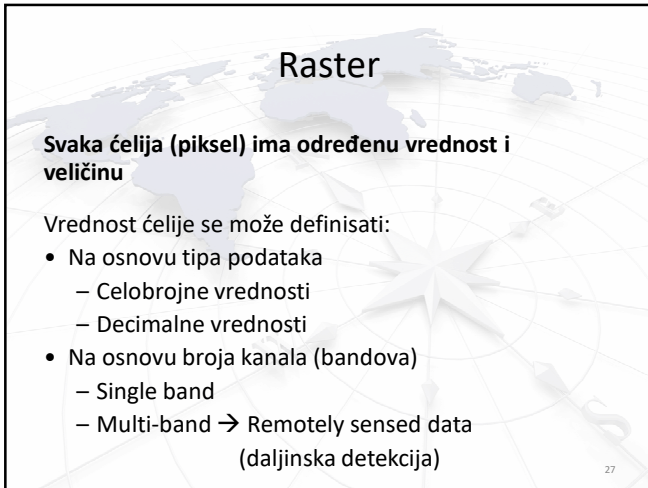 Raster
Svaka ćelija (piksel) ima određenu vrednost i
veličinu
Vrednost ćelije se može definisati:
• Na osnovu tipa podataka
– Celobrojne vrednosti
– Decimalne vrednosti
• Na osnovu broja kanala (bandova)
– Single band
– Multi-band → Remotely sensed data
(daljinska detekcija)
27